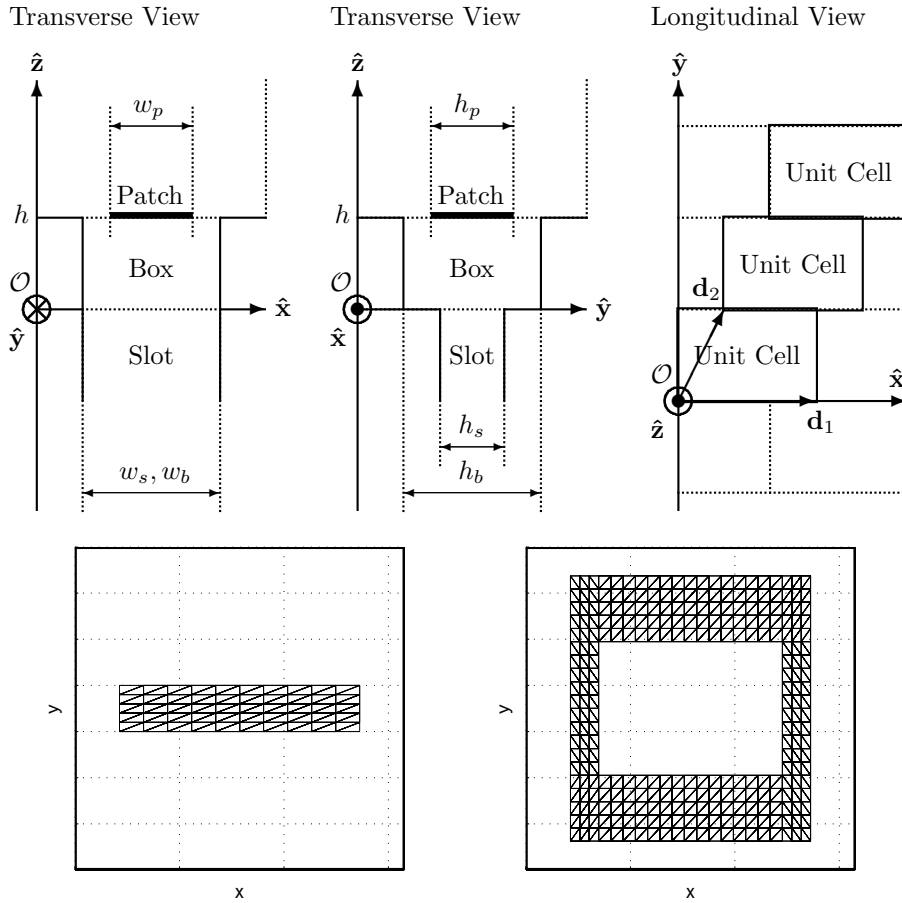 Transverse View
Transverse View
Longitudinal View
ẑ
ẑ
ŷ
w_p
h_p
Patch
Patch
Unit Cell
h
h
Box
Box
Unit Cell
𝒪
𝒪
d_2
x̂
ŷ
ŷ
x̂
Slot
Slot
Unit Cell
𝒪
x̂
h_s
ẑ
d_1
w_s, w_b
h_b
y
y
x
x